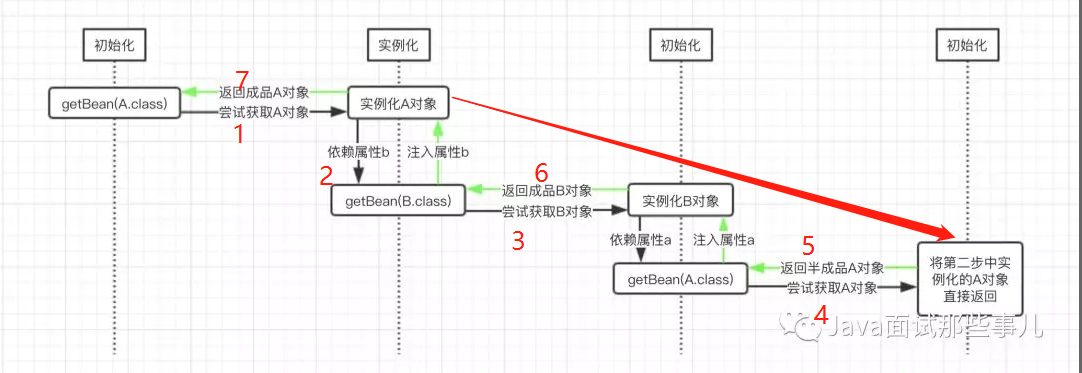 初始化
实例化
初始化
初始化
7
返回成品A对象
getBean(A.class)
尝试获取A对象
1
实例化A对象
依赖属性b
注入属性b
2
getBean(B.class)
6
返回成品B对象
尝试获取B对象
3
实例化B对象
依赖属性a
注入属性a
getBean(A.class)
5
返回半成品A对象
尝试获取A对象
4
将第二步中实
例化的A对象
直接返回
Java面试那些事儿